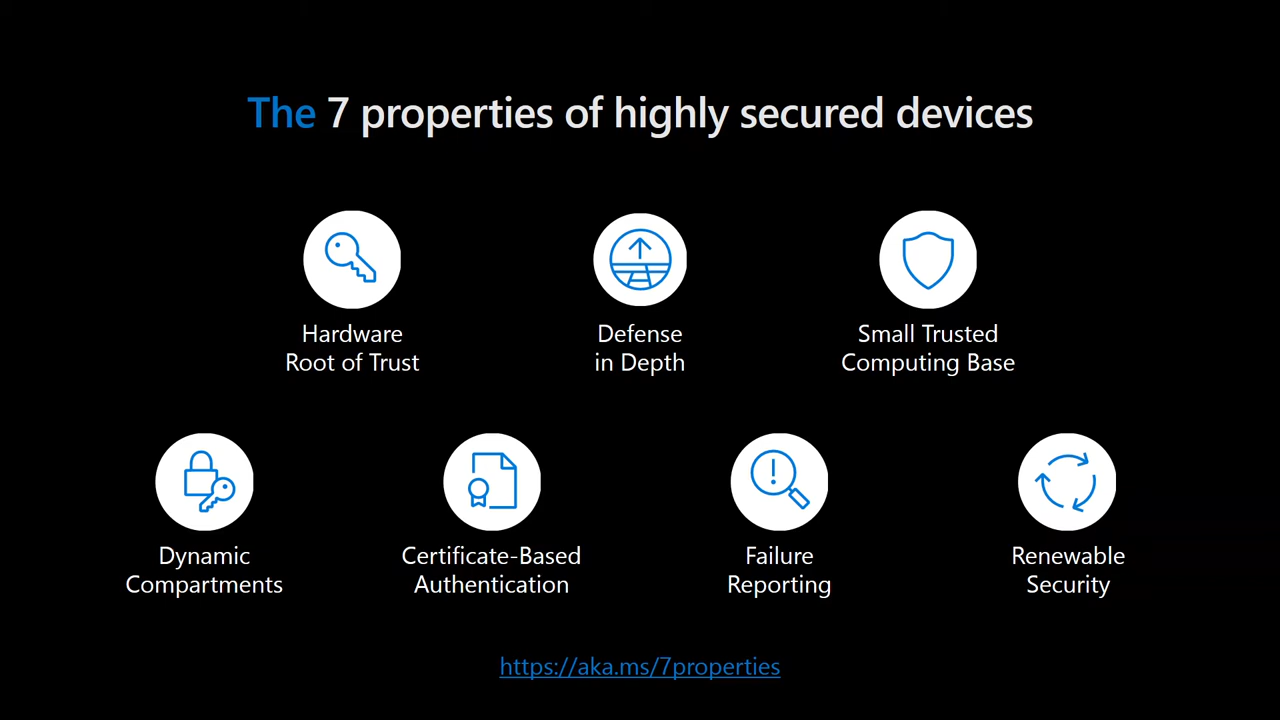 The 7 properties of highly secured devices
Hardware
Root of Trust
Defense
in Depth
Small Trusted
Computing Base
Dynamic
Compartments
Certificate-Based
Authentication
Failure
Reporting
Renewable
Security
https://aka.ms/7properties